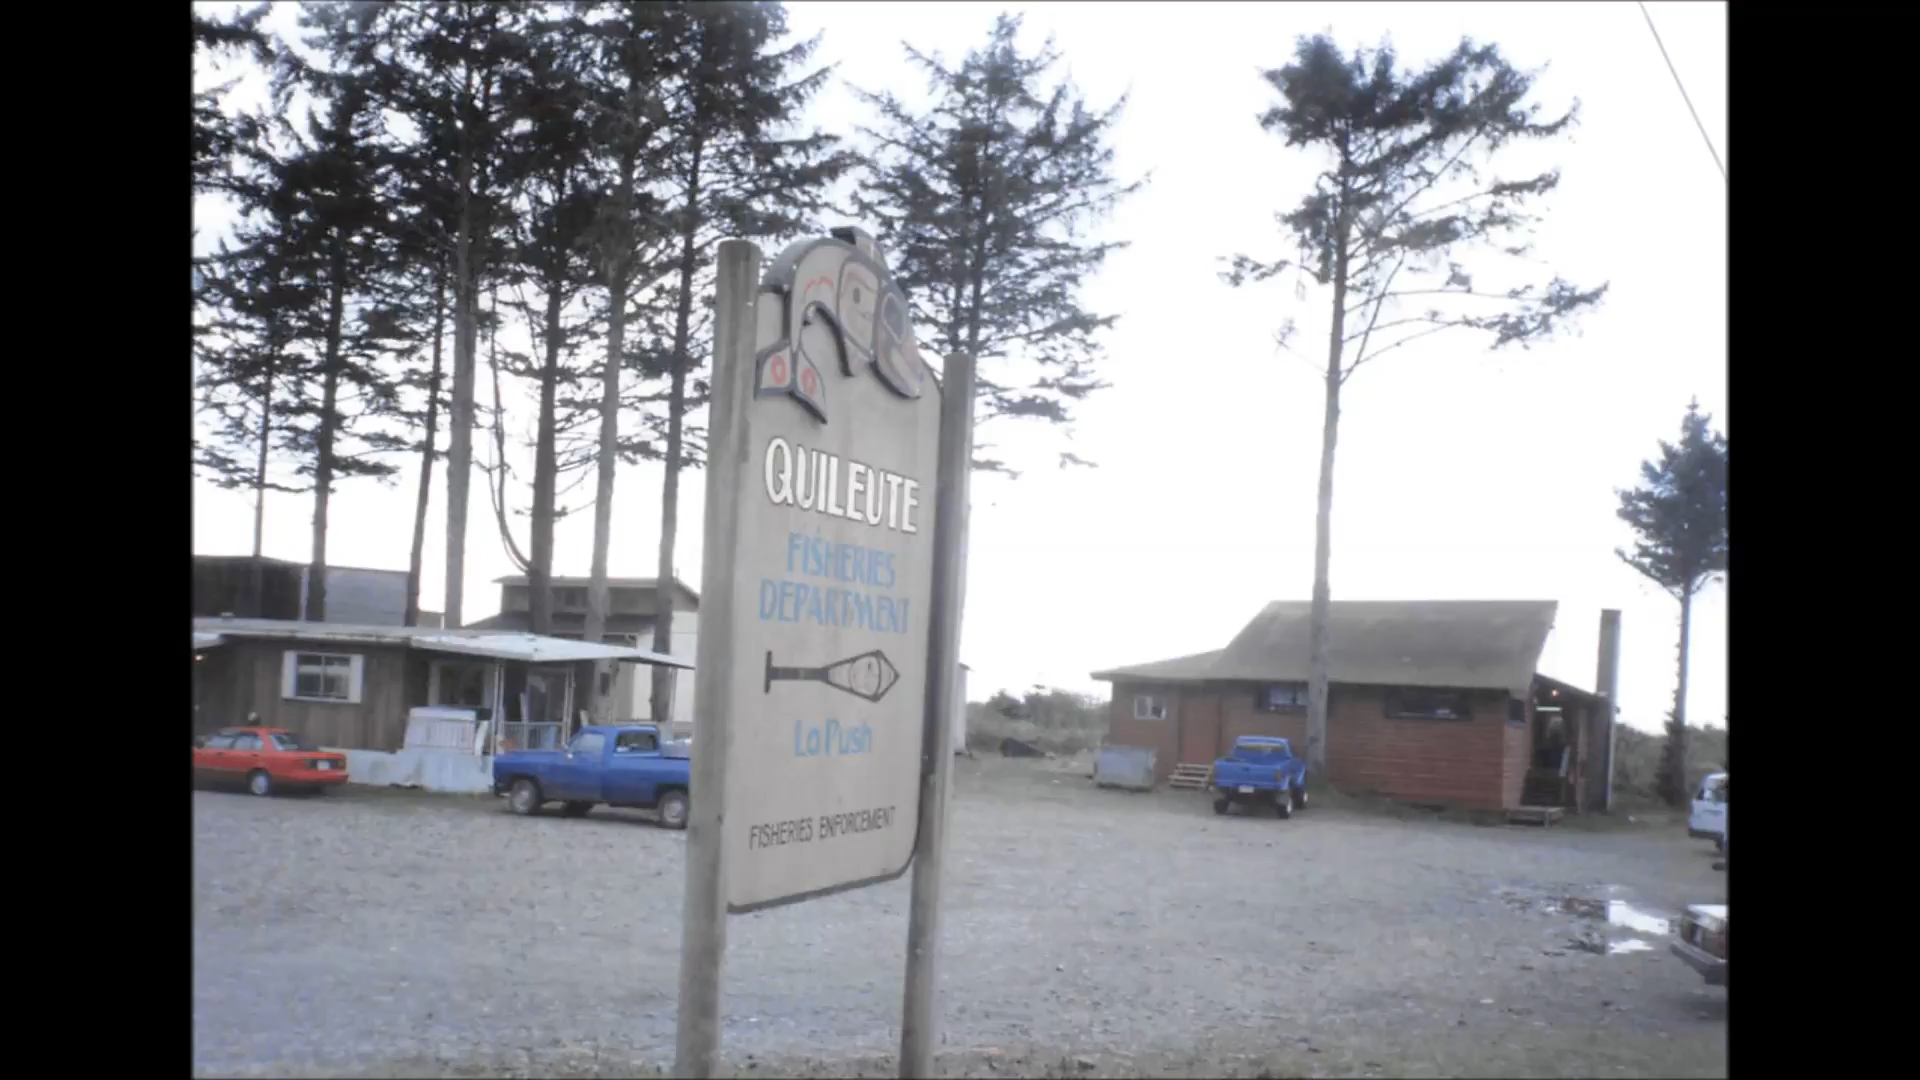 QUILEUTE
FISHERIES
DEPARTMENT
La Push
FISHERIES ENFORCEMENT